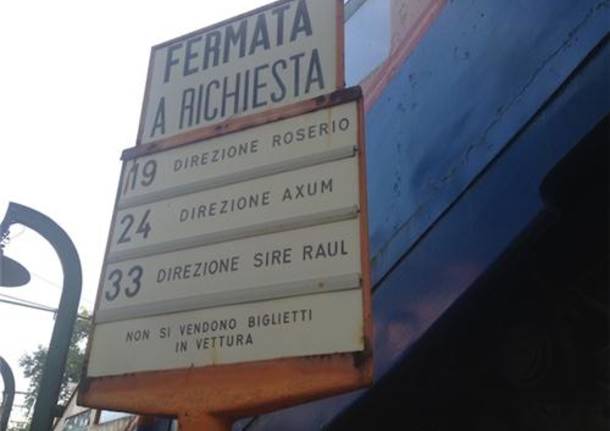 FERMATA
A RICHIESTA
19 DIREZIONE ROSERIO
24 DIREZIONE AXUM
33 DIREZIONE SIRE RAUL
NON SI VENDONO BIGLIETTI
IN VETTURA